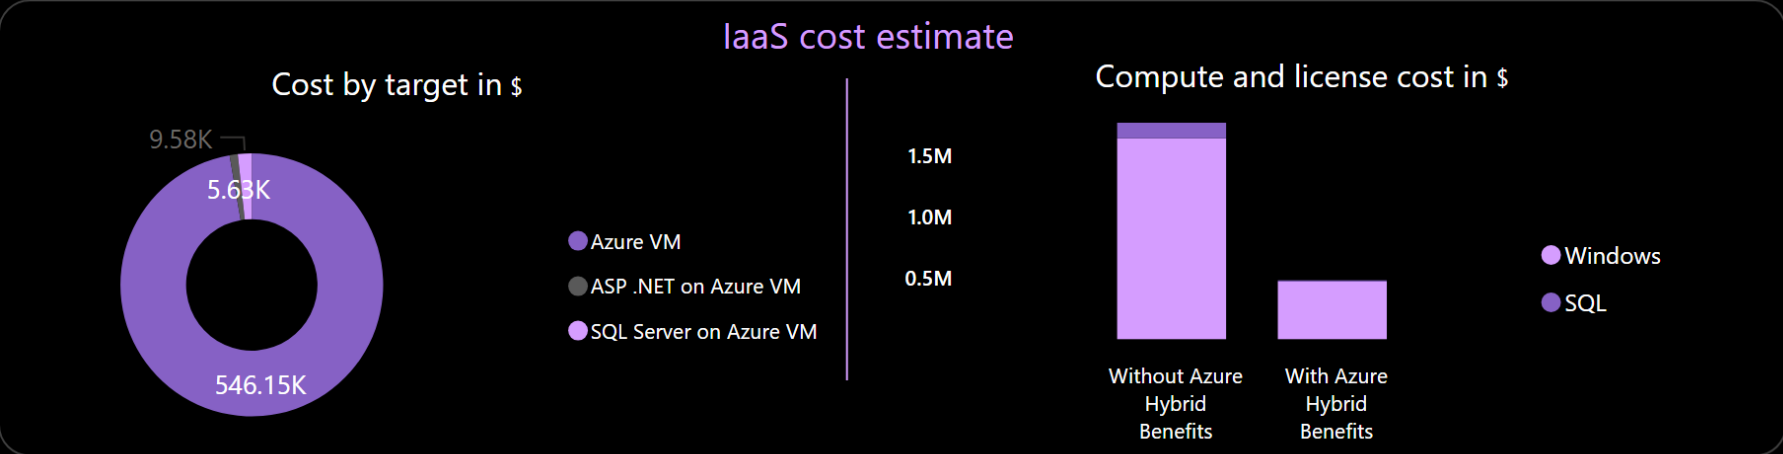 IaaS cost estimate
Cost by target in $
9.58K
5.63K
546.15K
Azure VM
ASP .NET on Azure VM
SQL Server on Azure VM
Compute and license cost in $
1.5M
1.0M
0.5M
Without Azure
Hybrid
Benefits
With Azure
Hybrid
Benefits
Windows
SQL